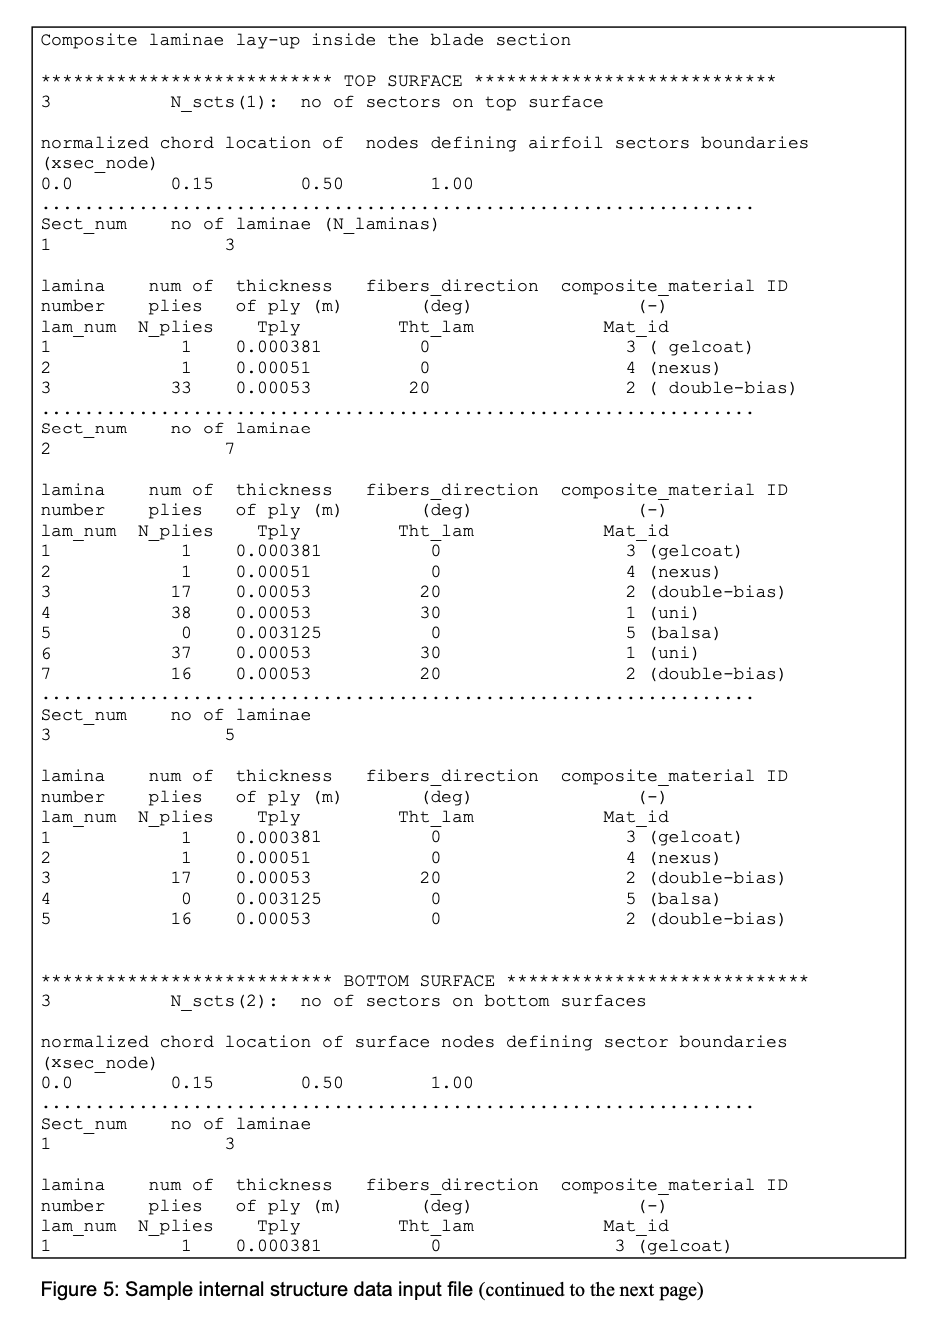 Composite laminae lay-up inside the blade section
*************************** TOP SURFACE ****************************
3            N_scts(1):  no of sectors on top surface
normalized chord location of  nodes defining airfoil sectors boundaries
(xsec_node)
0.0         0.15        0.50        1.00
..................................................................
Sect_num    no of laminae (N_laminas)
1                3
lamina    num of  thickness   fibers_direction  composite_material ID
number    plies   of ply (m)       (deg)               (-)
lam_num  N_plies    Tply         Tht_lam            Mat_id
1            1    0.000381         0                 3 ( gelcoat)
2            1    0.00051          0                 4 (nexus)
3           33    0.00053         20                 2 ( double-bias)
..................................................................
Sect_num    no of laminae
2                7
lamina    num of  thickness   fibers_direction  composite_material ID
number    plies   of ply (m)       (deg)               (-)
lam_num  N_plies    Tply         Tht_lam            Mat_id
1            1    0.000381         0                 3 (gelcoat)
2            1    0.00051          0                 4 (nexus)
3           17    0.00053         20                 2 (double-bias)
4           38    0.00053         30                 1 (uni)
5            0    0.003125         0                 5 (balsa)
6           37    0.00053         30                 1 (uni)
7           16    0.00053         20                 2 (double-bias)
..................................................................
Sect_num    no of laminae
3                5
lamina    num of  thickness   fibers_direction  composite_material ID
number    plies   of ply (m)       (deg)               (-)
lam_num  N_plies    Tply         Tht_lam            Mat_id
1            1    0.000381         0                 3 (gelcoat)
2            1    0.00051          0                 4 (nexus)
3           17    0.00053         20                 2 (double-bias)
4            0    0.003125         0                 5 (balsa)
5           16    0.00053          0                 2 (double-bias)
*************************** BOTTOM SURFACE ****************************
3            N_scts(2):  no of sectors on bottom surfaces
normalized chord location of surface nodes defining sector boundaries
(xsec_node)
0.0         0.15        0.50        1.00
..................................................................
Sect_num    no of laminae
1                3
lamina    num of  thickness   fibers_direction  composite_material ID
number    plies   of ply (m)       (deg)               (-)
lam_num  N_plies    Tply         Tht_lam            Mat_id
1            1    0.000381         0                3 (gelcoat)
Figure 5: Sample internal structure data input file (continued to the next page)